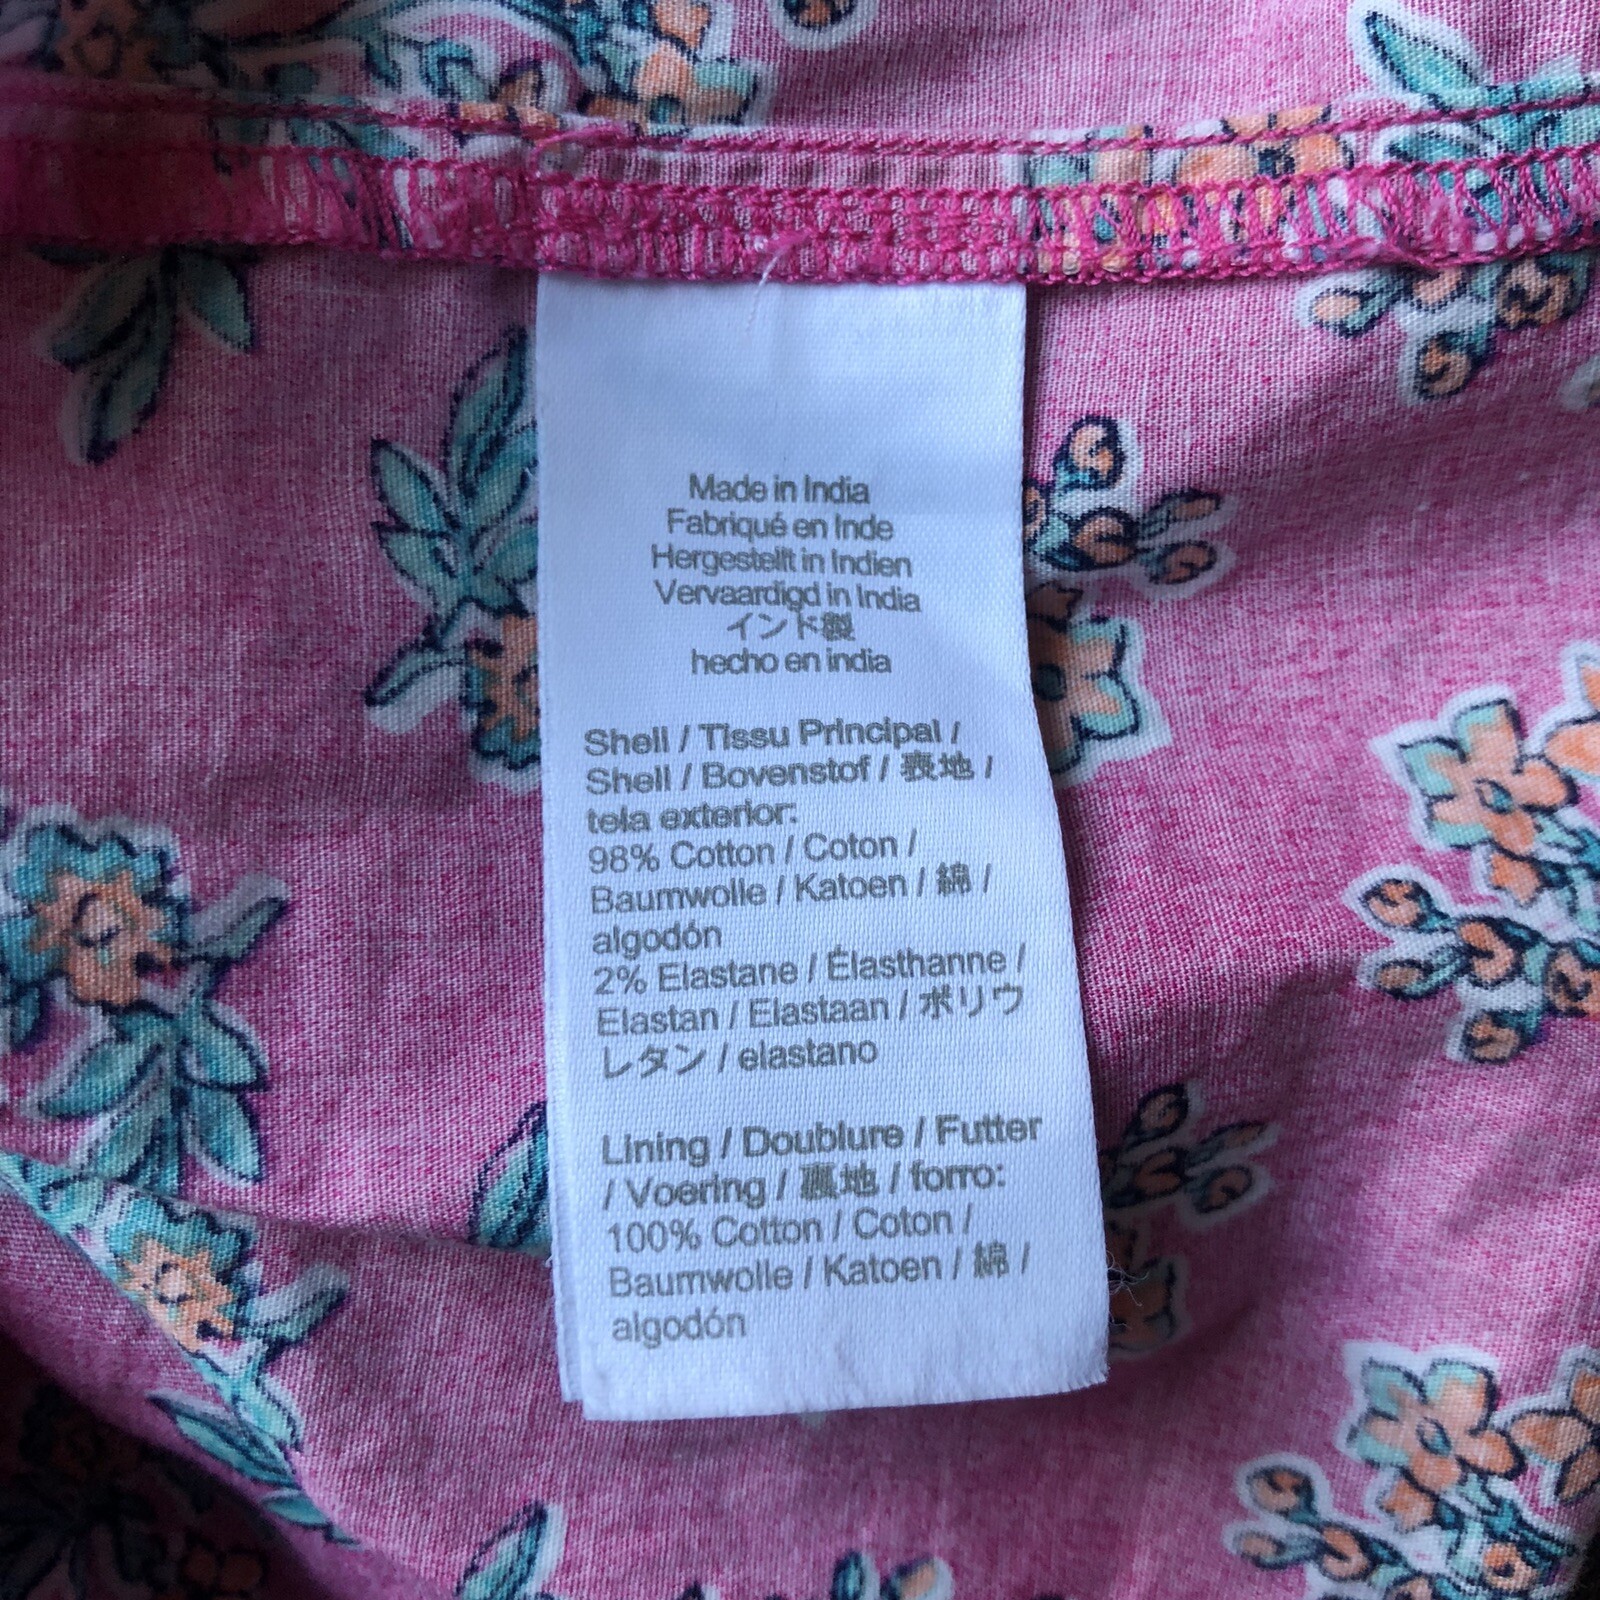 Made in India
Fabriqué en Inde
Hergestellt in Indien
Vervaardigd in India
インド製
hecho en india
Shell / Tissu Principal /
Shell / Bovenstof / 表地 /
tela exterior:
98% Cotton / Coton /
Baumwolle / Katoen / 綿 /
algodón
2% Elastane / Élasthanne /
Elastan / Elastaan / ポリウ
レタン / elastano
Lining / Doublure / Futter
/ Voering / 裏地 / forro:
100% Cotton / Coton /
Baumwolle / Katoen / 綿 /
algodón